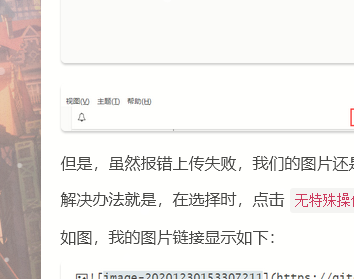 视图(V) 主题(T) 帮助(H)
但是，虽然报错上传失败，我们的图片还是
解决办法就是，在选择时，点击 无特殊操作
如图，我的图片链接显示如下：
![image-20201230153307211](https://git